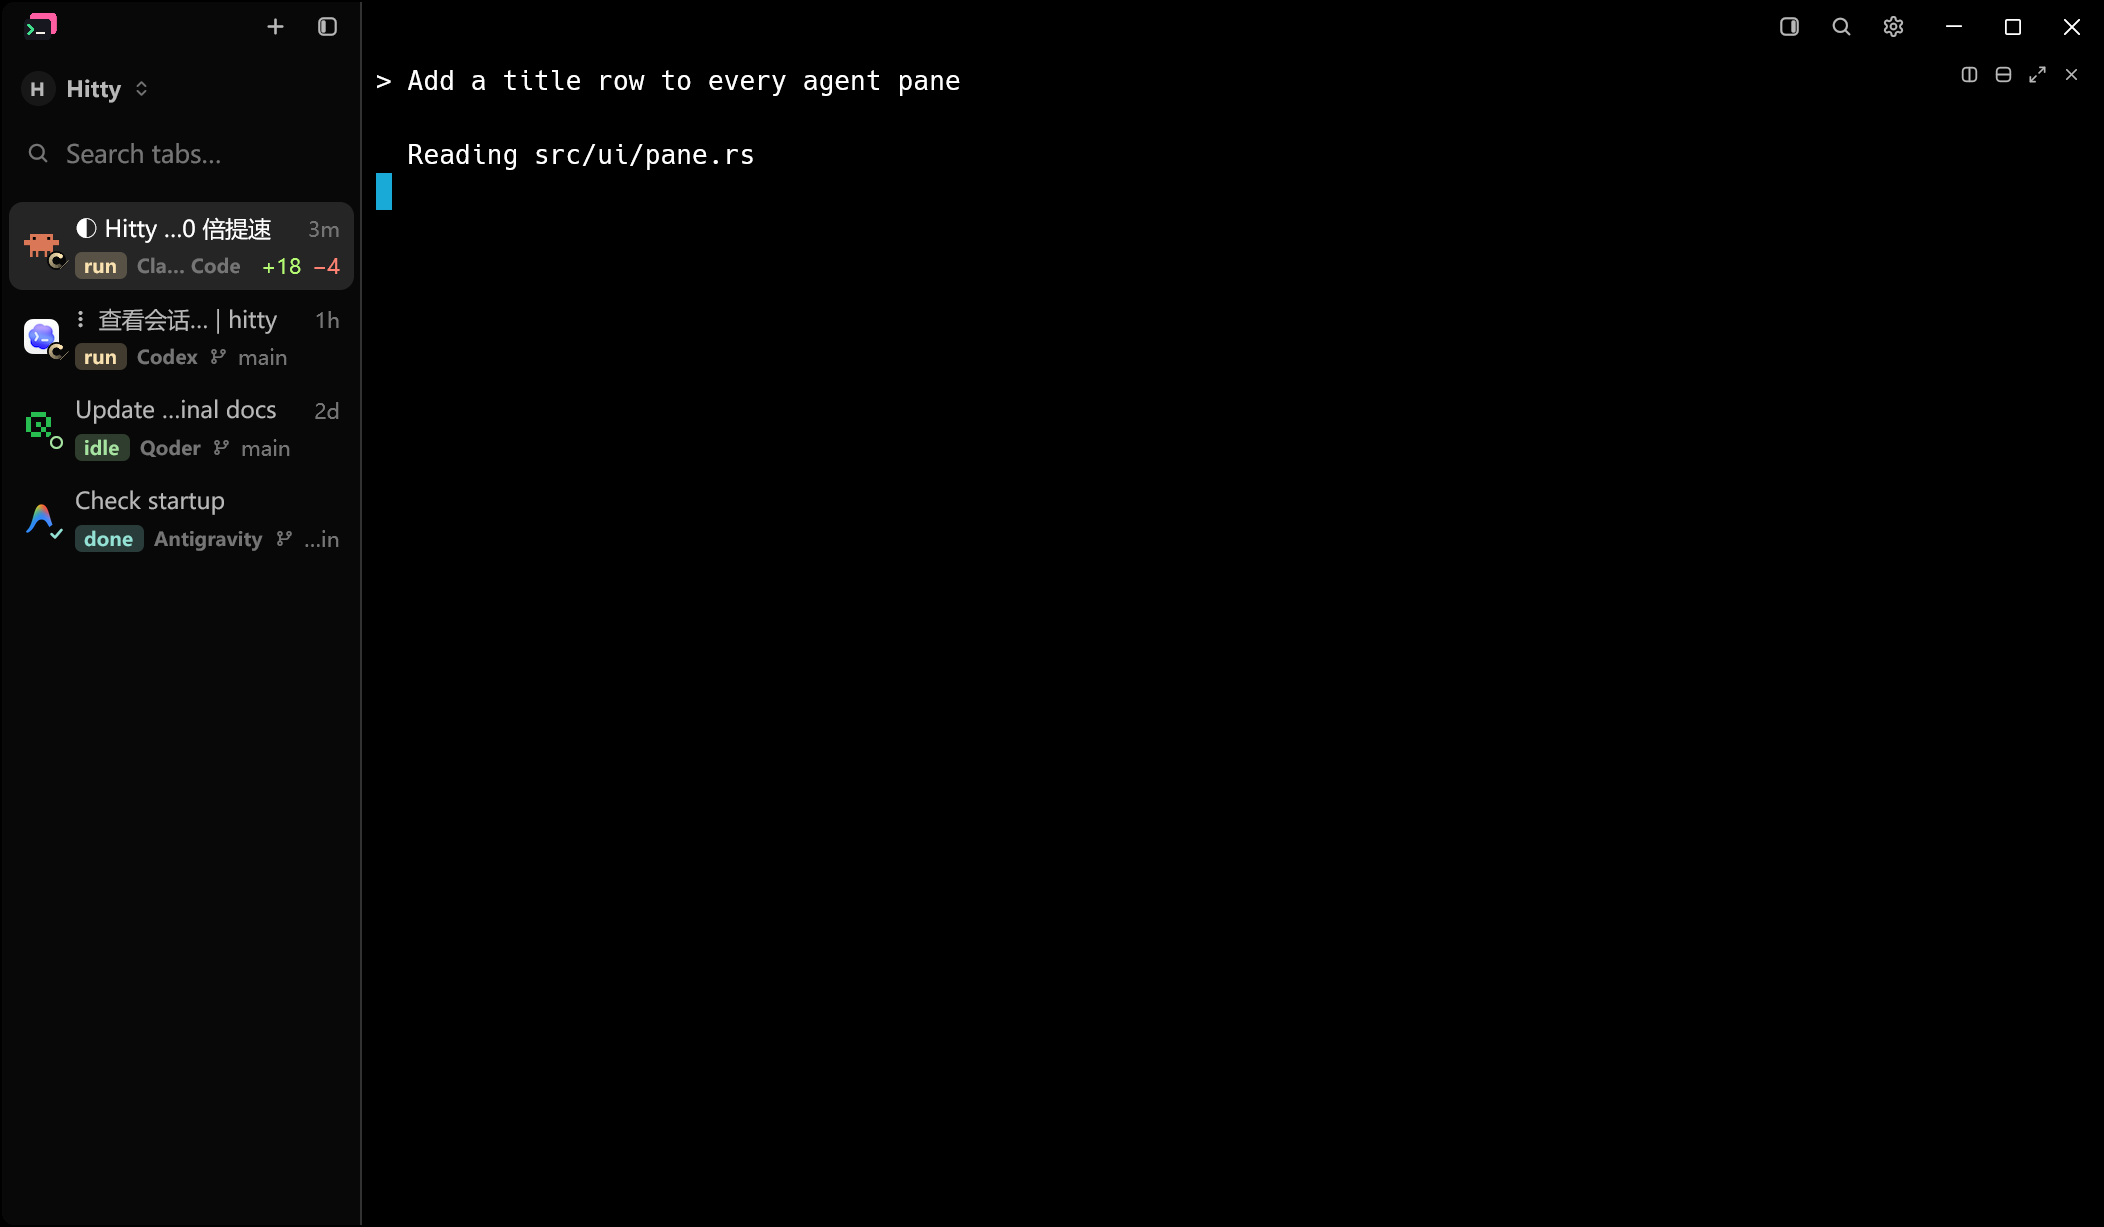 H Hitty
Search tabs...
Hitty ...0 倍提速 3m
run Cla... Code +18 −4
查看会话... | hitty 1h
run Codex main
Update ...inal docs 2d
idle Qoder main
Check startup
done Antigravity ...in
> Add a title row to every agent pane
Reading src/ui/pane.rs